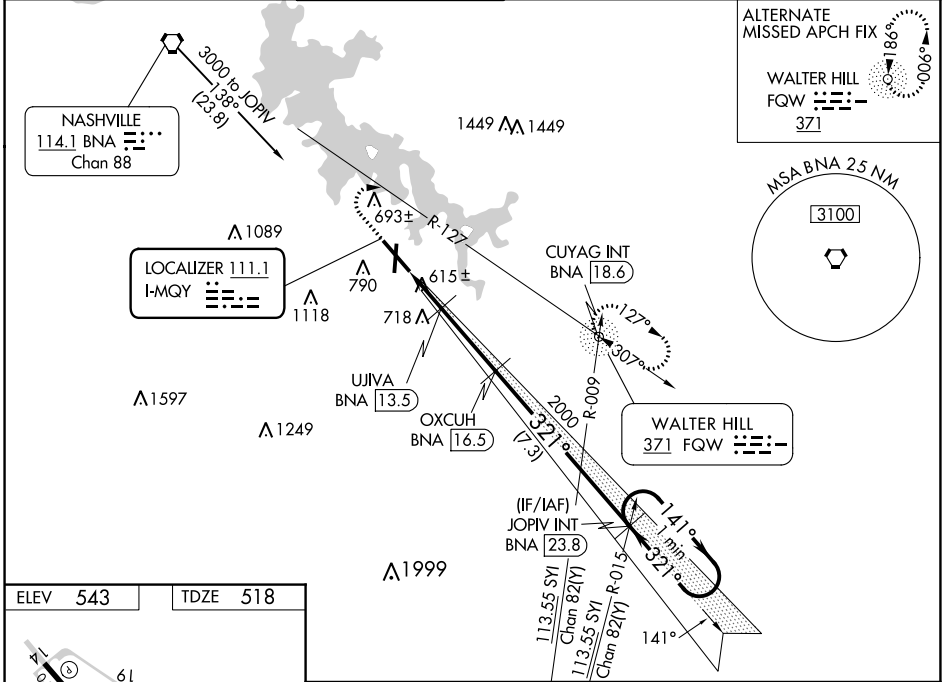 3000 to JOPIV
138°
(23.8)
NASHVILLE
114.1 BNA
Chan 88
1449 1449
ALTERNATE
MISSED APCH FIX
186°
006°
WALTER HILL
FQW
371
MSA BNA 25 NM
3100
1089
693±
R-127
LOCALIZER 111.1
I-MQY
790
615±
1118
718
CUYAG INT
BNA 18.6
127°
307°
UJIVA
BNA 13.5
1597
OXCUH
BNA 16.5
1249
2000
321°
(7.3)
R-009
WALTER HILL
371 FQW
(IF/IAF)
JOPIV INT
BNA 23.8
141°
1 min
321°
1999
113.55 SYI
Chan 82(Y)
113.55 SYI
Chan 82(Y)
R-015
141°
ELEV 543
TDZE 518
14
P
19